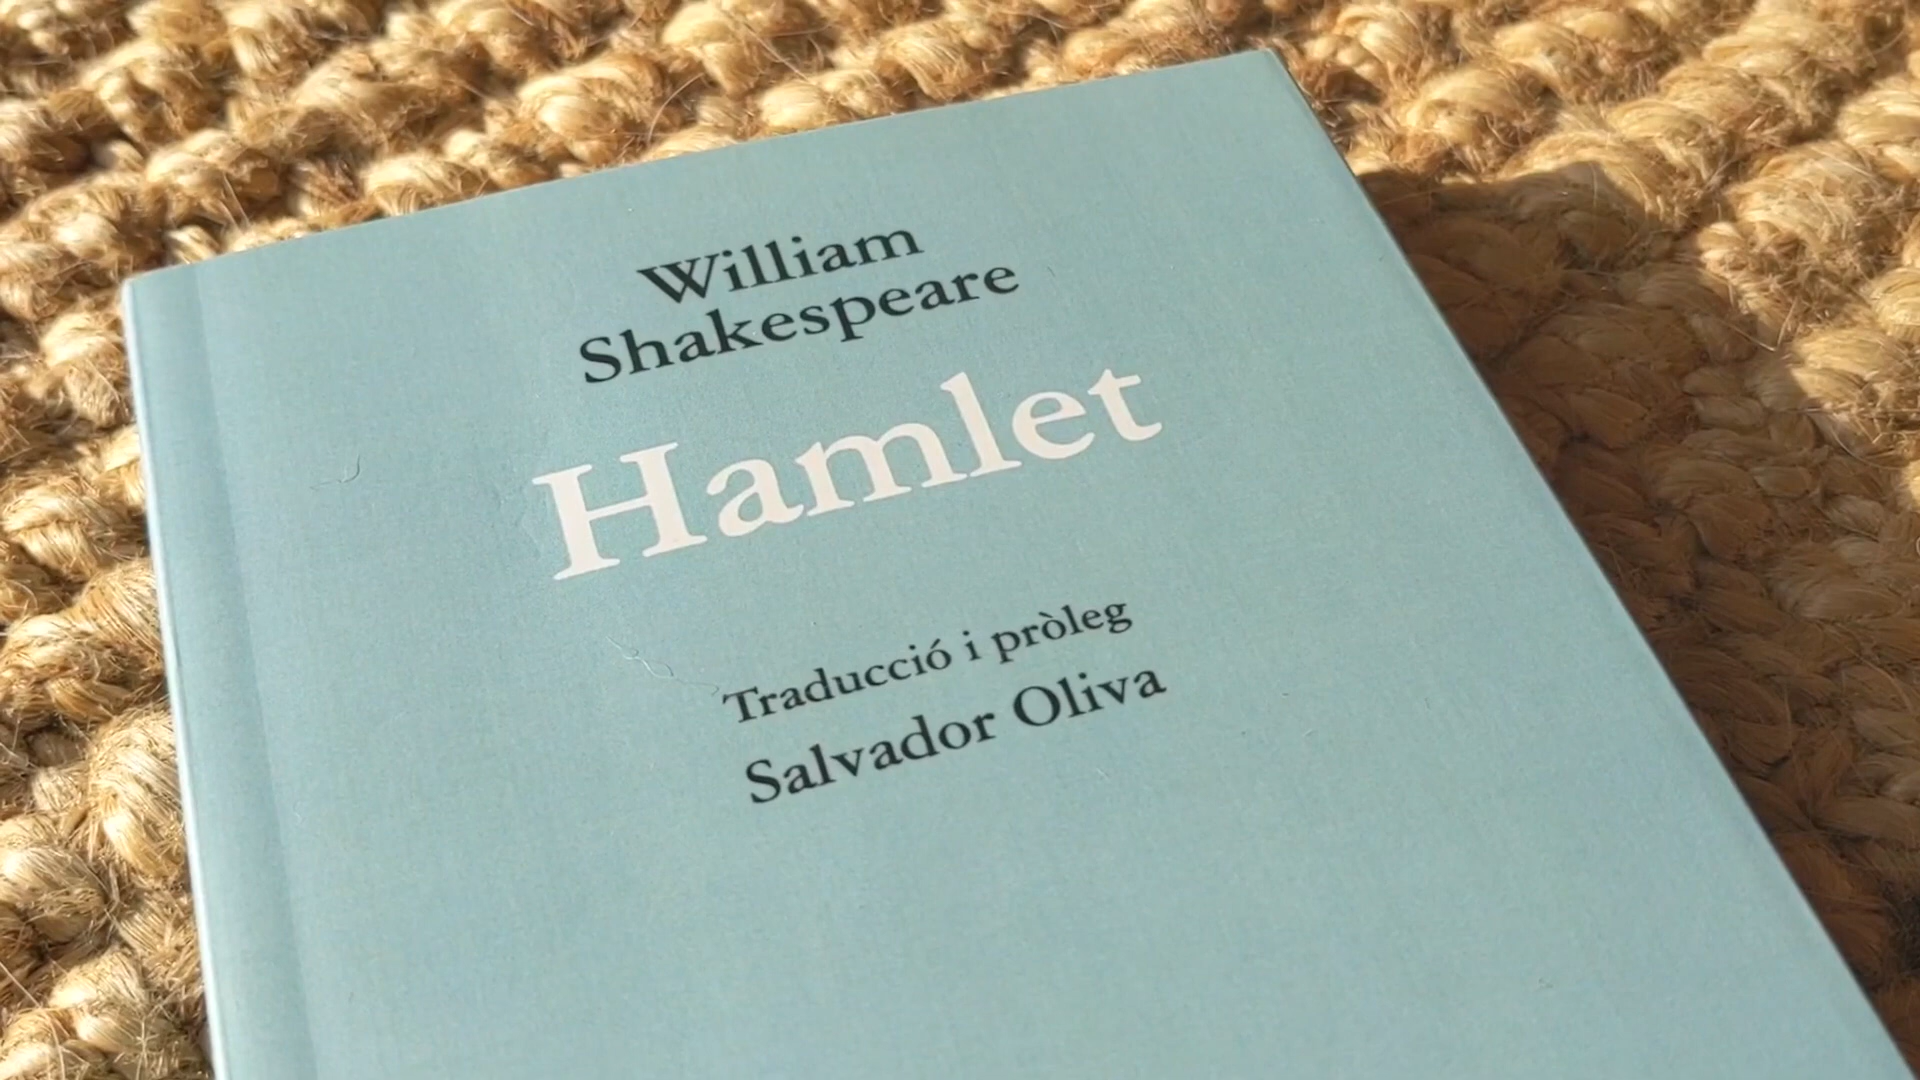 William
Shakespeare
Hamlet
Traducció i pròleg
Salvador Oliva